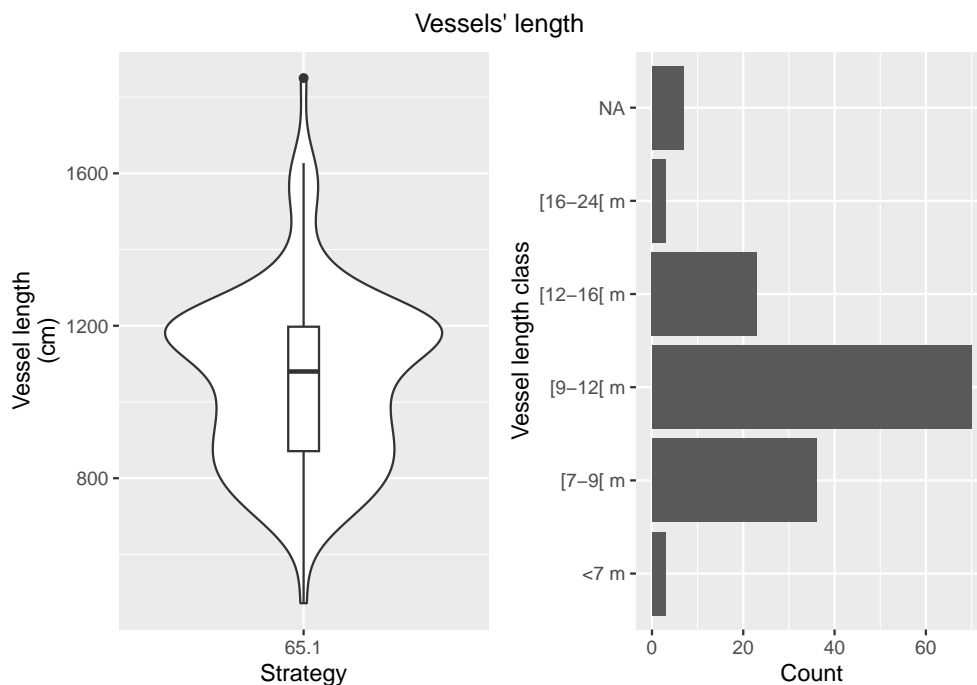 Vessels' length
Vessel length
(cm)
1600
1200
800
65.1
Strategy
Vessel length class
NA
[16−24[ m
[12−16[ m
[9−12[ m
[7−9[ m
<7 m
0 20 40 60
Count